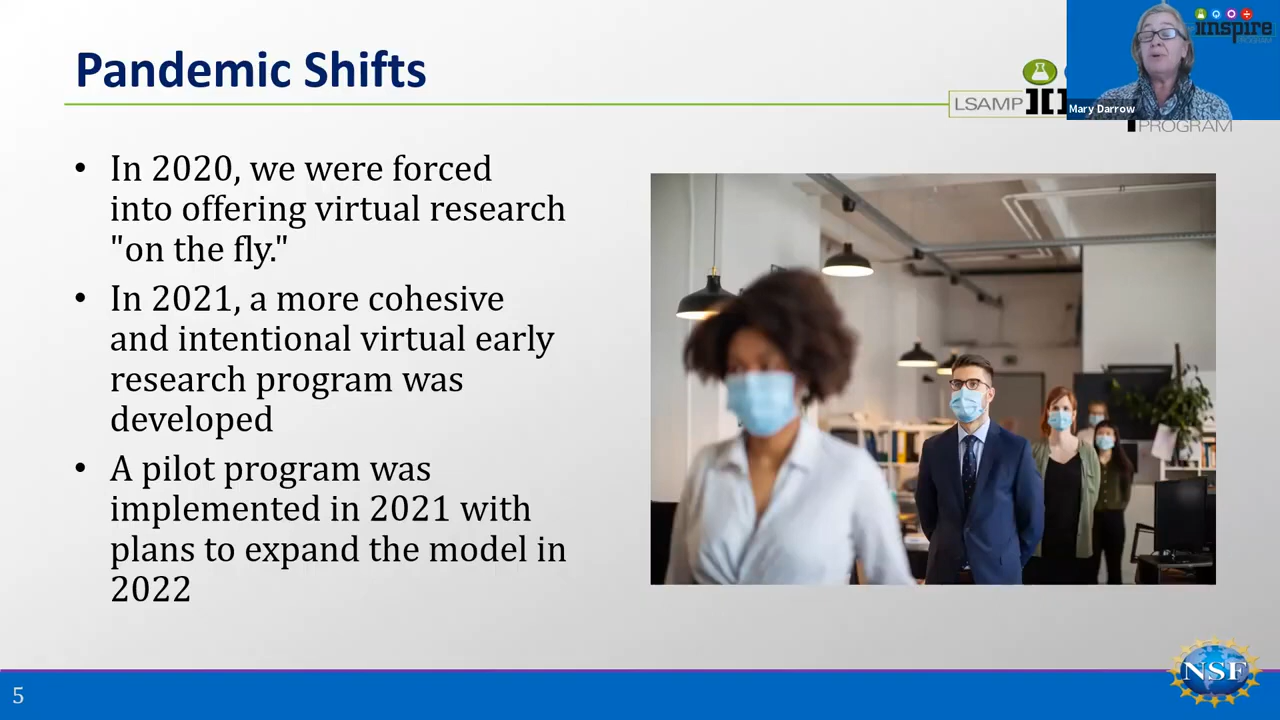 Pandemic Shifts
inspire
Mary Darrow
LSAMP
PROGRAM
• In 2020, we were forced
into offering virtual research
"on the fly."
• In 2021, a more cohesive
and intentional virtual early
research program was
developed
• A pilot program was
implemented in 2021 with
plans to expand the model in
2022
5
NSF